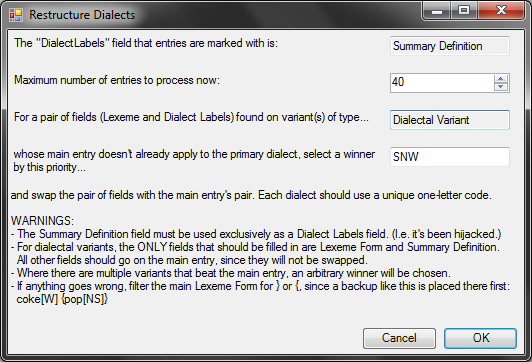 Restructure Dialects
The "DialectLabels" field that entries are marked with is:
Summary Definition
Maximum number of entries to process now:
40
For a pair of fields (Lexeme and Dialect Labels) found on variant(s) of type...
Dialectal Variant
whose main entry doesn't already apply to the primary dialect, select a winner
by this priority...
SNW
and swap the pair of fields with the main entry's pair. Each dialect should use a unique one-letter code.
WARNINGS:
- The Summary Definition field must be used exclusively as a Dialect Labels field. (I.e. it's been hijacked.)
- For dialectal variants, the ONLY fields that should be filled in are Lexeme Form and Summary Definition.
All other fields should go on the main entry, since they will not be swapped.
- Where there are multiple variants that beat the main entry, an arbitrary winner will be chosen.
- If anything goes wrong, filter the main Lexeme Form for } or {, since a backup like this is placed there first:
coke[W] {pop[NS]}
Cancel
OK